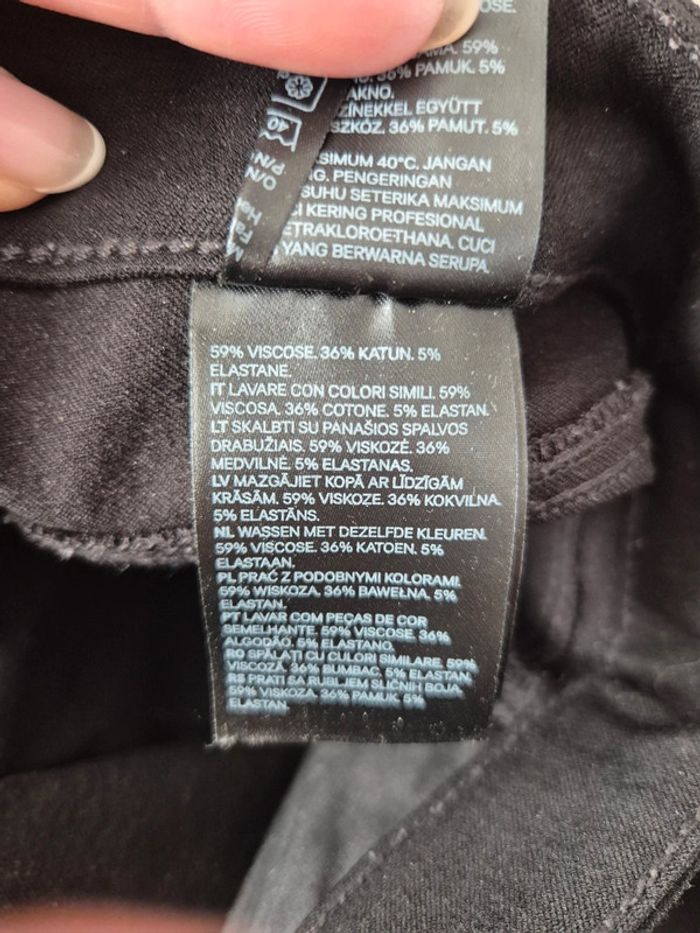 OSE.
59%
36% PAMUK. 5%
EGYÜTT
36% PAMUT. 5%
40
MAKSIMUM 40°C. JANGAN
PENGERINGAN
SUHU SETERIKA MAKSIMUM
KERING PROFESIONAL
CUCI
YANG BERWARNA SERUPA.
59% VISCOSE. 36% KATUN. 5%
ELASTANE.
IT LAVARE CON COLORI SIMILI. 59%
VISCOSA. 36% COTONE. 5% ELASTAN.
LT SKALBTI SU PANAŠIOS SPALVOS
DRABUŽIAIS. 59% VISKOZĖ. 36%
MEDVILNĖ. 5% ELASTANAS.
LV MAZGĀJIET KOPĀ AR LĪDZĪGĀM
KRĀSĀM. 59% VISKOZE. 36% KOKVILNA.
5% ELASTĀNS.
NL WASSEN MET DEZELFDE KLEUREN.
59% VISCOSE. 36% KATOEN. 5%
ELASTAAN.
PL PRAĆ Z PODOBNYMI KOLORAMI.
59% WISKOZA. 36% BAWEŁNA. 5%
ELASTAN.
PT LAVAR COM PEÇAS DE COR
SEMELHANTE. 59% VISCOSE. 36%
ALGODÃO. 5% ELASTANO.
RO SPĂLAȚI CU CULORI SIMILARE. 59%
VISCOZĂ. 36% BUMBAC. 5% ELASTAN.
RS PRATI SA RUBLJEM SLIČNIH BOJA.
59% VISKOZA. 36% PAMUK. 5%
ELASTAN.